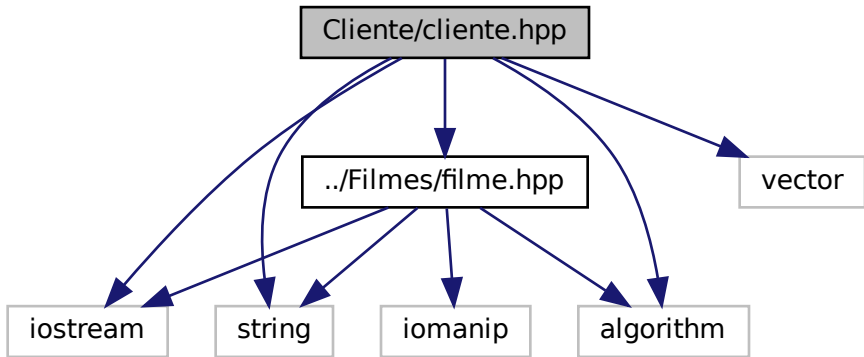 Cliente/cliente.hpp
../Filmes/filme.hpp
vector
iostream
string
iomanip
algorithm